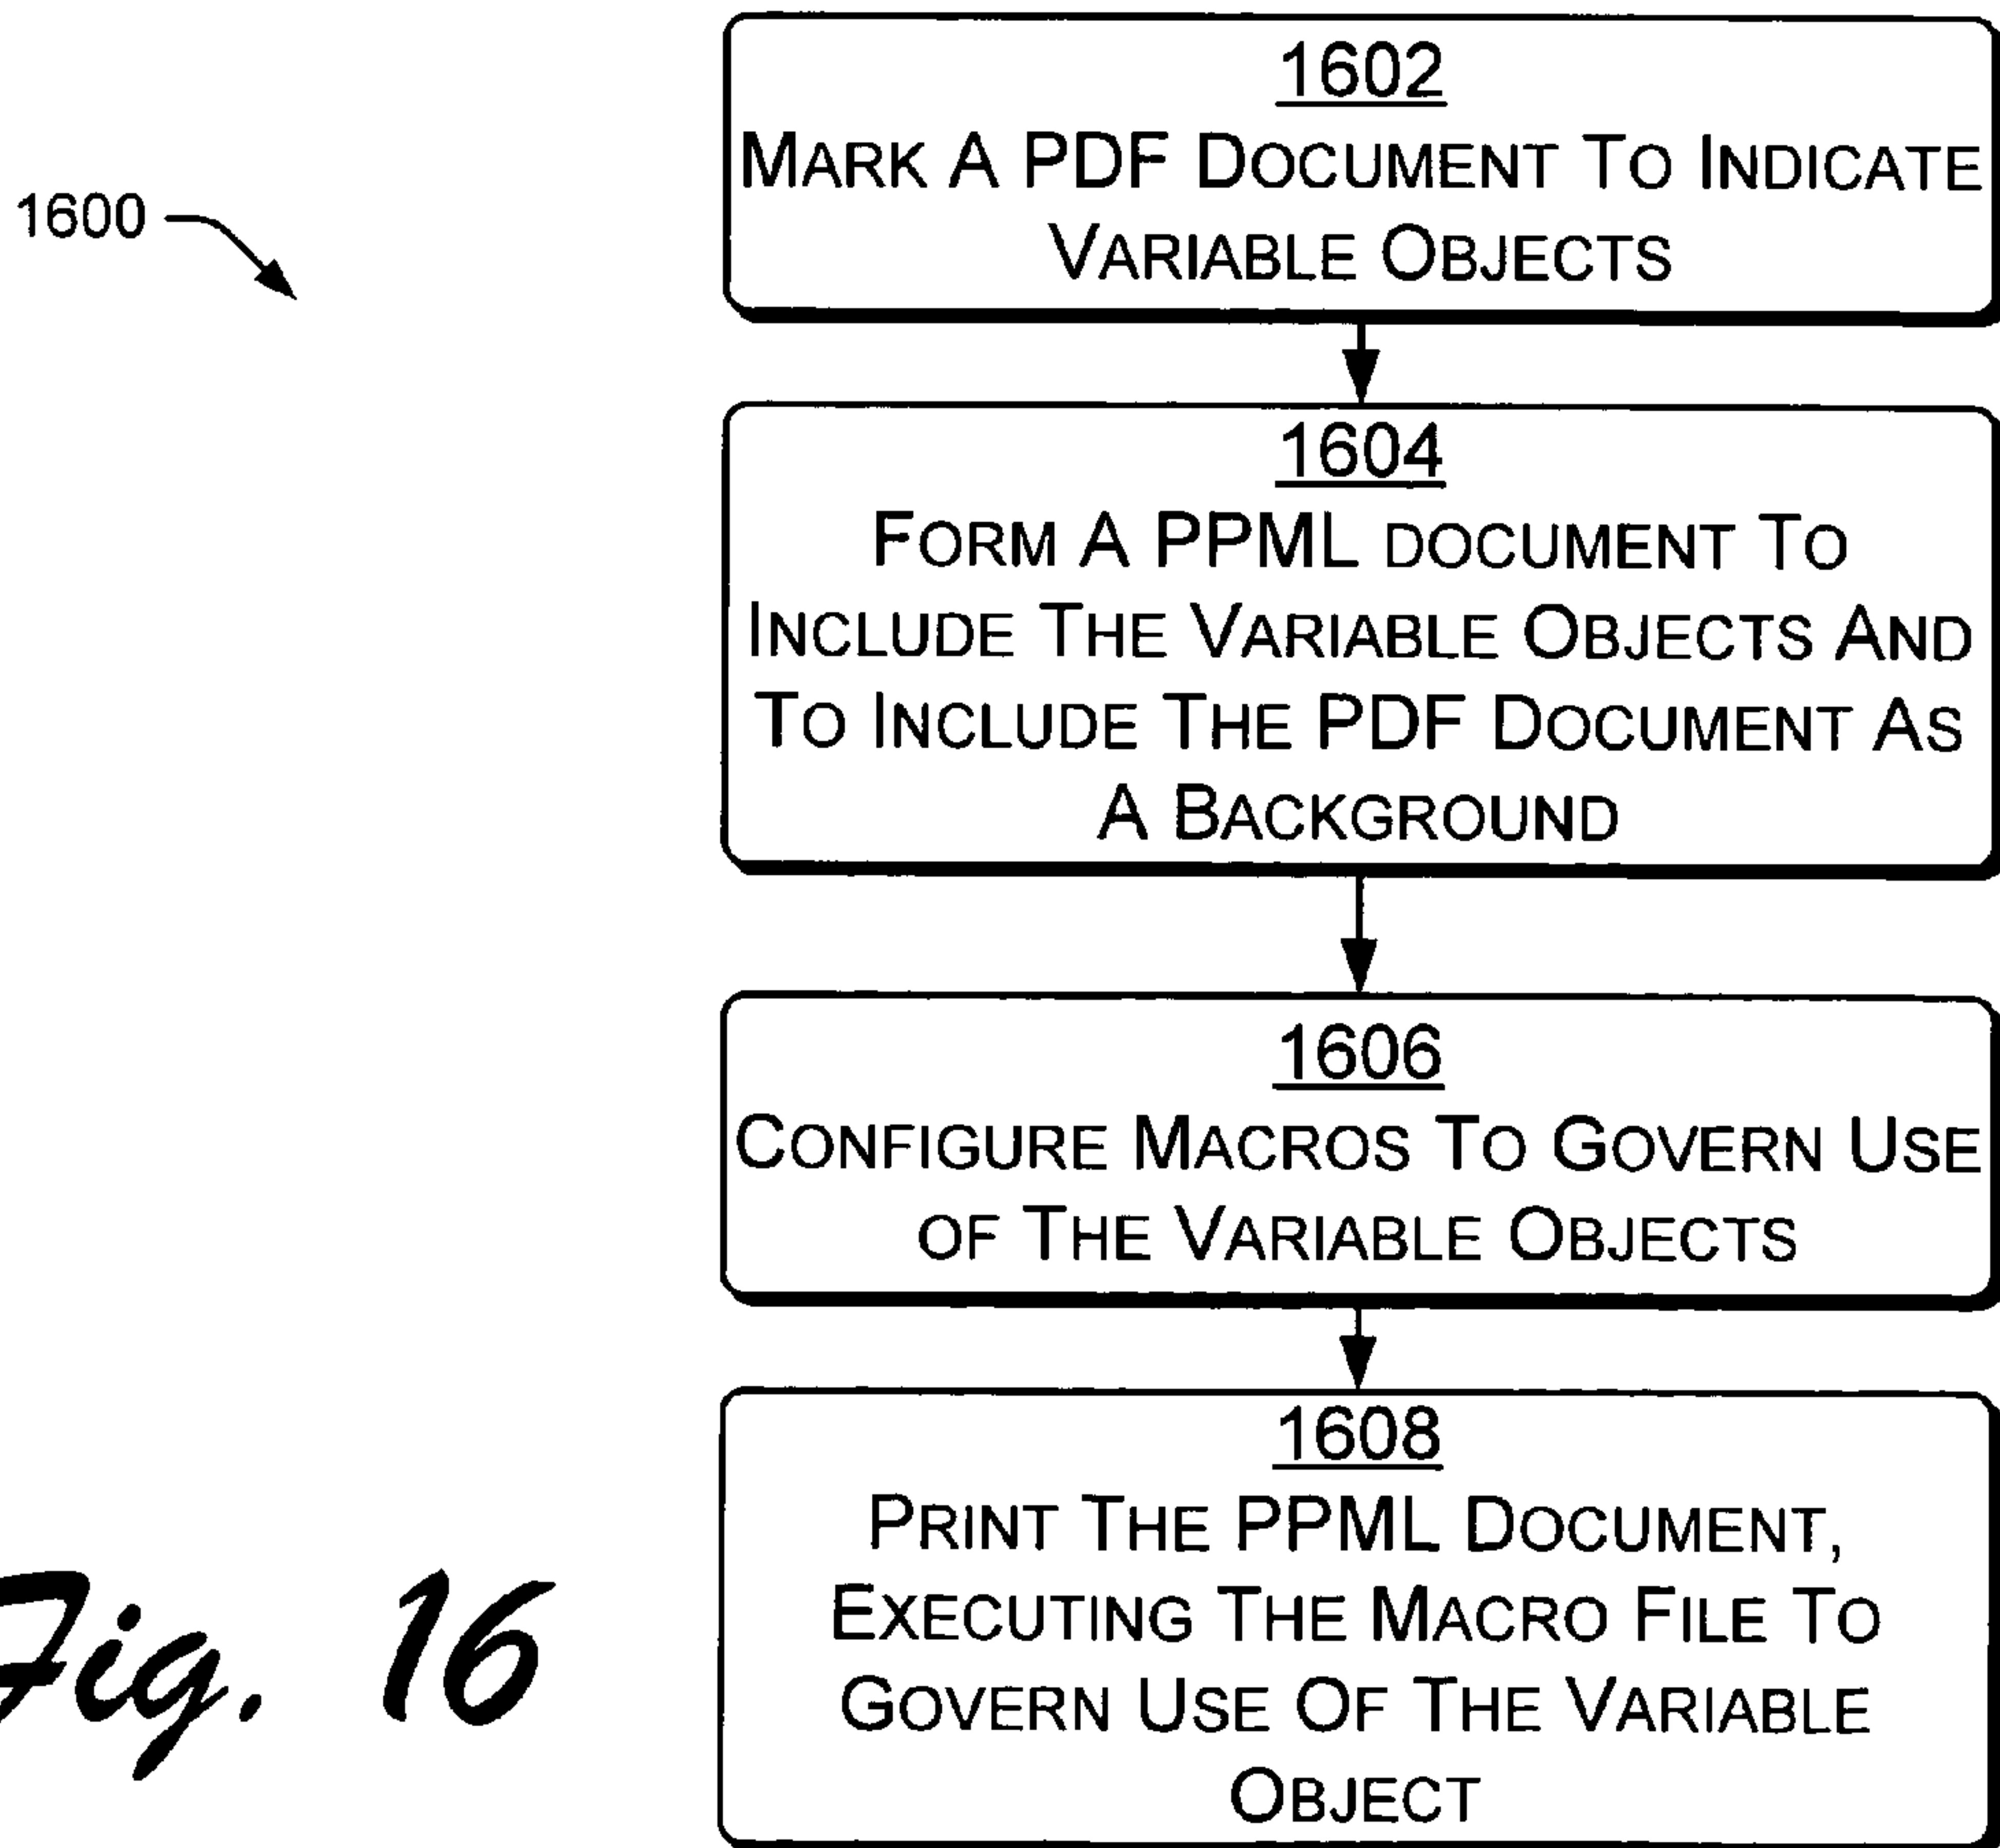 1600
1602
MARK A PDF DOCUMENT TO INDICATE
VARIABLE OBJECTS
1604
FORM A PPML DOCUMENT TO
INCLUDE THE VARIABLE OBJECTS AND
TO INCLUDE THE PDF DOCUMENT AS
A BACKGROUND
1606
CONFIGURE MACROS TO GOVERN USE
OF THE VARIABLE OBJECTS
1608
PRINT THE PPML DOCUMENT,
EXECUTING THE MACRO FILE TO
GOVERN USE OF THE VARIABLE
OBJECT
Fig. 16